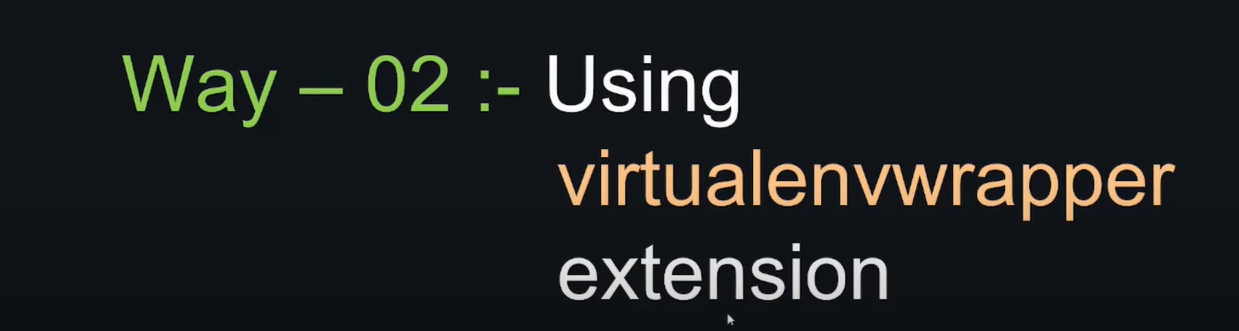 Way – 02 :- Using
virtualenvwrapper
extension